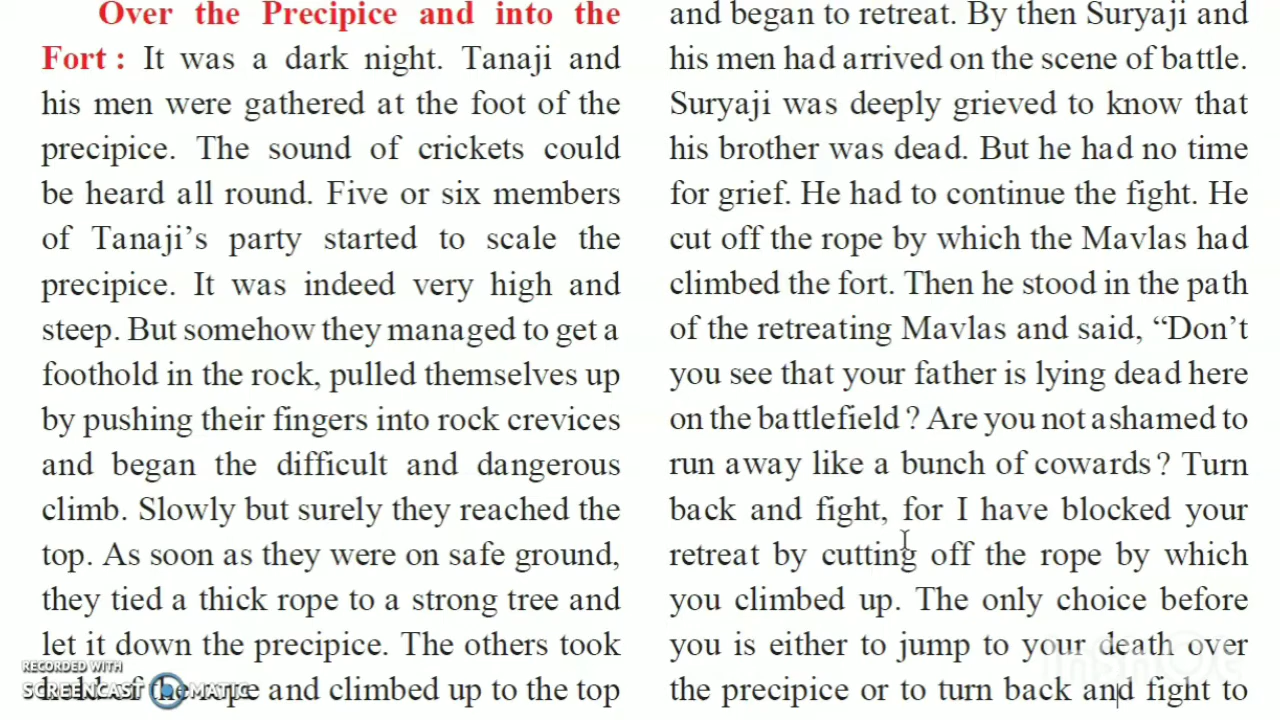 Over the Precipice and into the
Fort : It was a dark night. Tanaji and
his men were gathered at the foot of the
precipice. The sound of crickets could
be heard all round. Five or six members
of Tanaji’s party started to scale the
precipice. It was indeed very high and
steep. But somehow they managed to get a
foothold in the rock, pulled themselves up
by pushing their fingers into rock crevices
and began the difficult and dangerous
climb. Slowly but surely they reached the
top. As soon as they were on safe ground,
they tied a thick rope to a strong tree and
let it down the precipice. The others took
hold of the rope and climbed up to the top
and began to retreat. By then Suryaji and
his men had arrived on the scene of battle.
Suryaji was deeply grieved to know that
his brother was dead. But he had no time
for grief. He had to continue the fight. He
cut off the rope by which the Mavlas had
climbed the fort. Then he stood in the path
of the retreating Mavlas and said, “Don’t
you see that your father is lying dead here
on the battlefield ? Are you not ashamed to
run away like a bunch of cowards ? Turn
back and fight, for I have blocked your
retreat by cutting off the rope by which
you climbed up. The only choice before
you is either to jump to your death over
the precipice or to turn back and fight to
RECORDED WITH
SCREENCAST MATIC